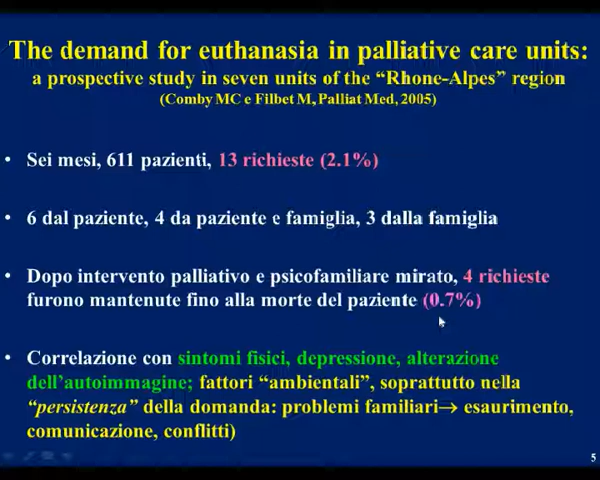 The demand for euthanasia in palliative care units:
a prospective study in seven units of the “Rhone-Alpes” region
(Comby MC e Filbet M, Palliat Med, 2005)
• Sei mesi, 611 pazienti, 13 richieste (2.1%)
• 6 dal paziente, 4 da paziente e famiglia, 3 dalla famiglia
• Dopo intervento palliativo e psicofamiliare mirato, 4 richieste
furono mantenute fino alla morte del paziente (0.7%)
• Correlazione con sintomi fisici, depressione, alterazione
dell’autoimmagine; fattori “ambientali”, soprattutto nella
“persistenza” della domanda: problemi familiari→ esaurimento,
comunicazione, conflitti)
5